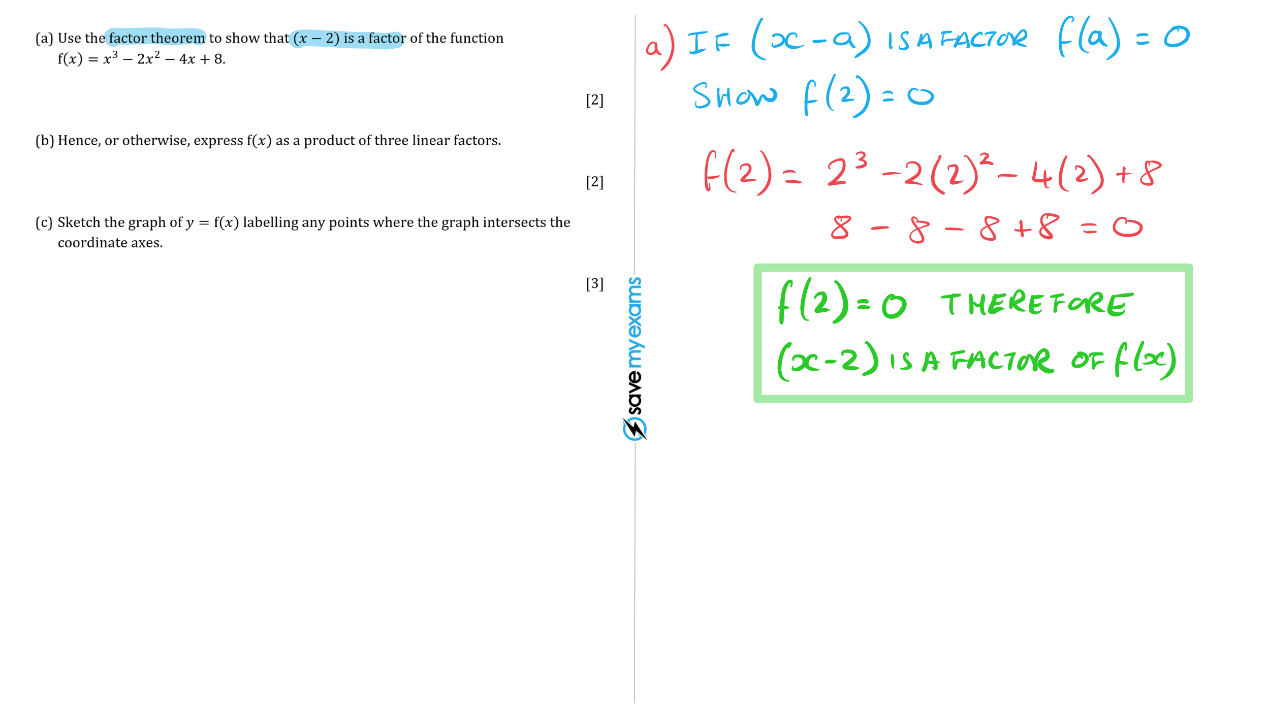 (a) Use the factor theorem to show that (x − 2) is a factor of the function
f(x) = x³ − 2x² − 4x + 8.
[2]
(b) Hence, or otherwise, express f(x) as a product of three linear factors.
[2]
(c) Sketch the graph of y = f(x) labelling any points where the graph intersects the
coordinate axes.
[3]
savemyexams
a) IF (x-a) IS A FACTOR f(a) = 0
SHOW f(2) = 0
f(2) = 2³ - 2(2)² - 4(2) + 8
8 - 8 - 8 + 8 = 0
f(2) = 0 THEREFORE
(x-2) IS A FACTOR OF f(x)